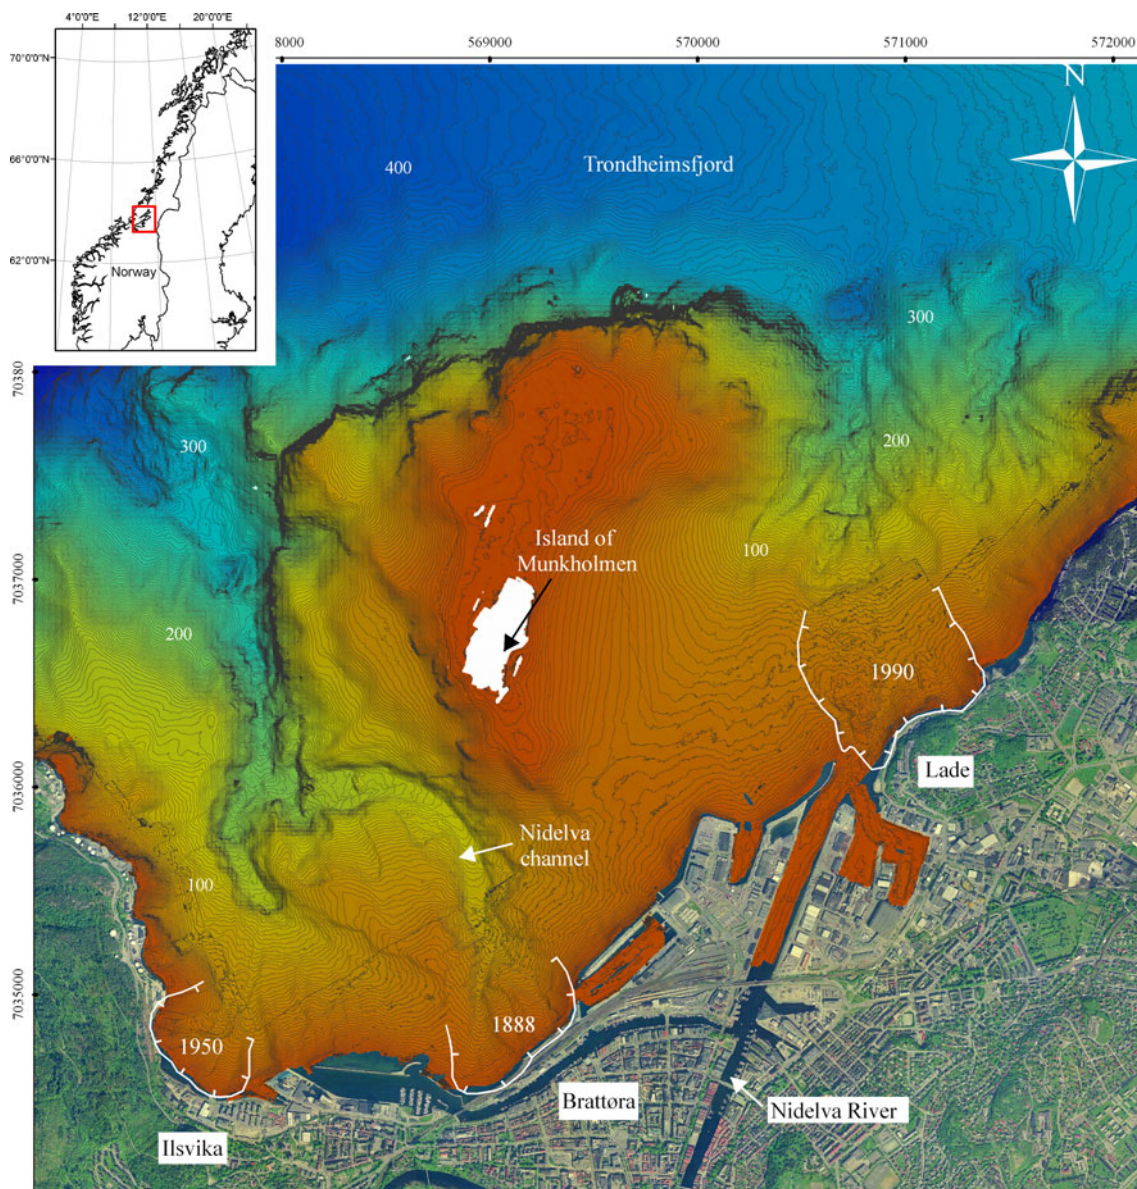 4°0'0"E
12°0'0"E
20°0'0"E
70°0'0"N
66°0'0"N
62°0'0"N
Norway
8000
569000
570000
571000
572000
N
400
Trondheimsfjord
300
70380
300
200
Island of
Munkholmen
100
7037000
200
1990
7036000
Lade
Nidelva
channel
100
7035000
1950
1888
Brattøra
Nidelva River
Ilsvika